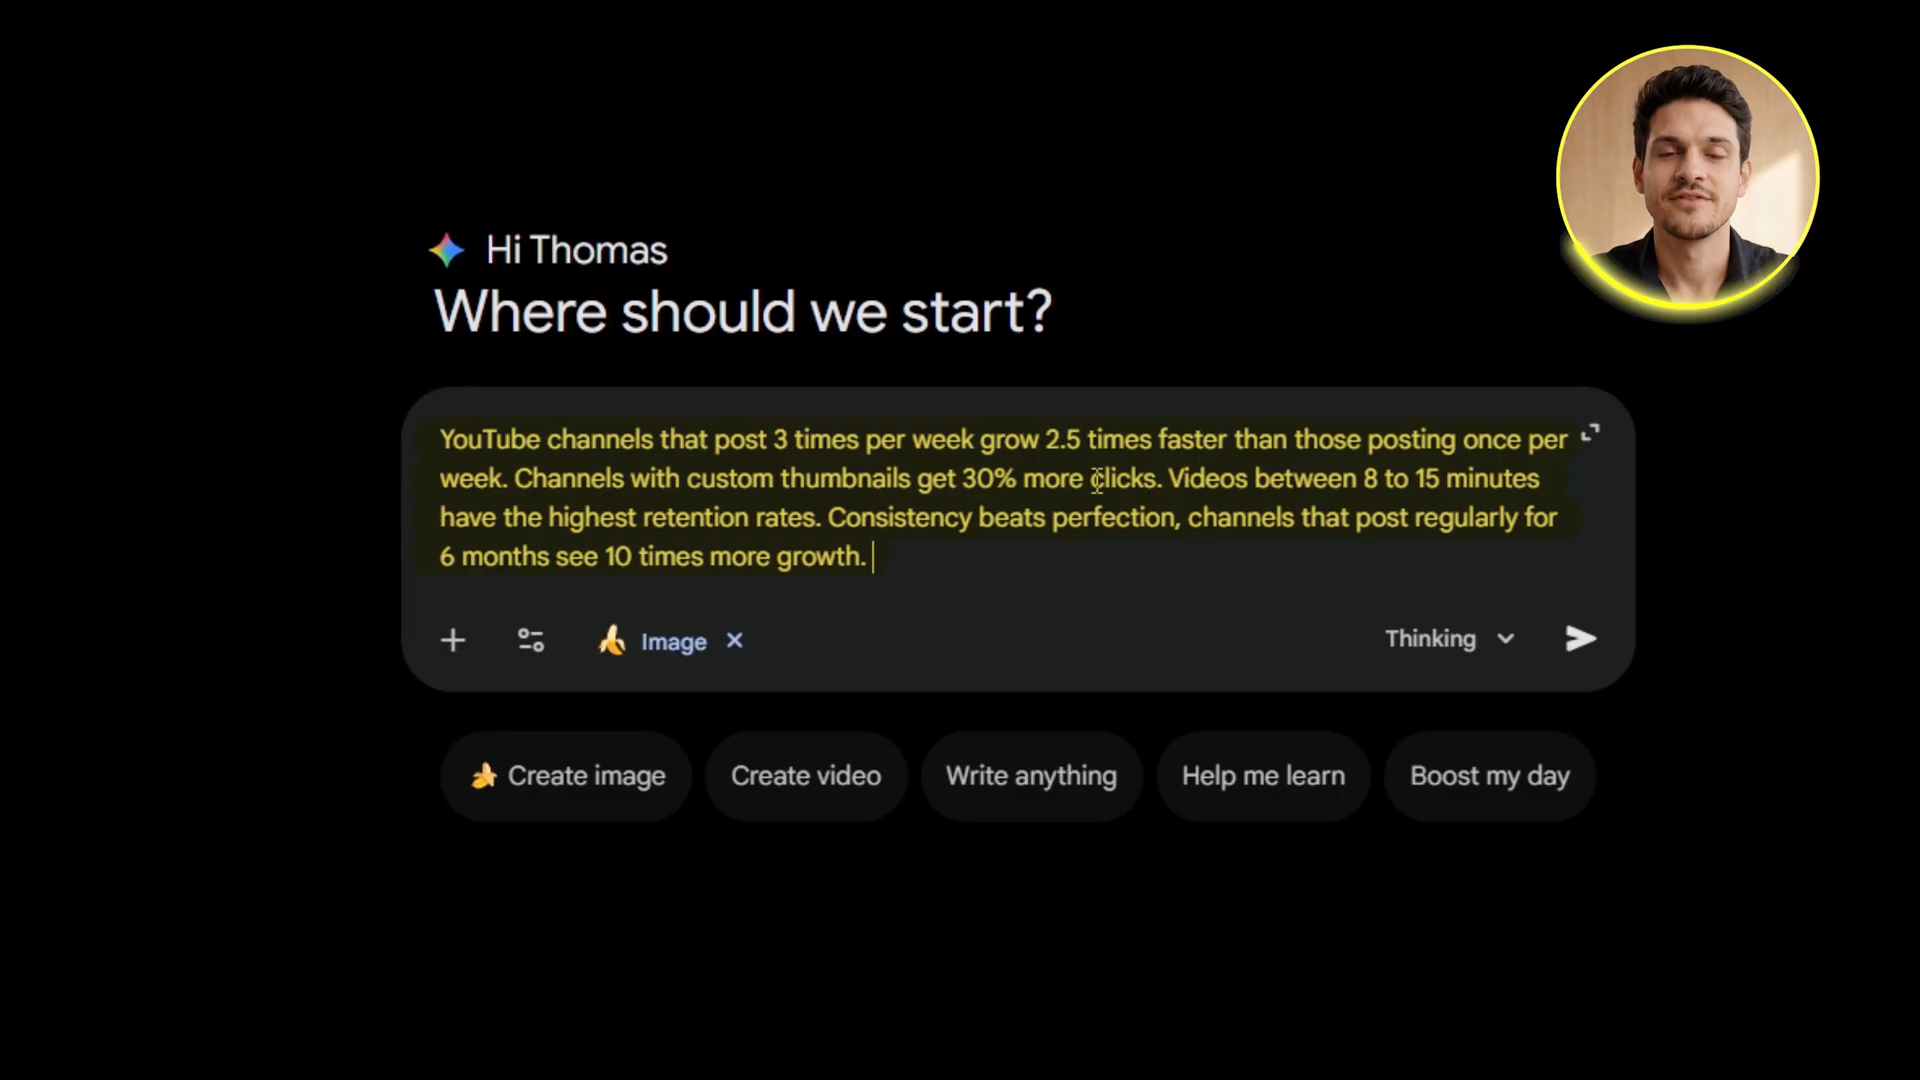 Hi Thomas
Where should we start?
YouTube channels that post 3 times per week grow 2.5 times faster than those posting once per
week. Channels with custom thumbnails get 30% more clicks. Videos between 8 to 15 minutes
have the highest retention rates. Consistency beats perfection, channels that post regularly for
6 months see 10 times more growth.
Image
Thinking
Create image
Create video
Write anything
Help me learn
Boost my day